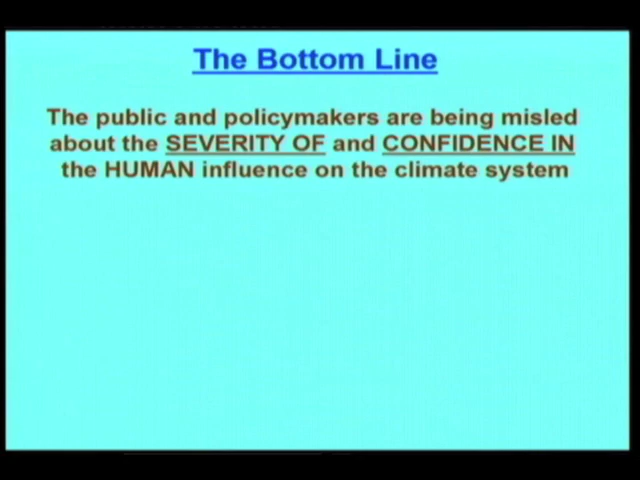 The Bottom Line
The public and policymakers are being misled
about the SEVERITY OF and CONFIDENCE IN
the HUMAN influence on the climate system